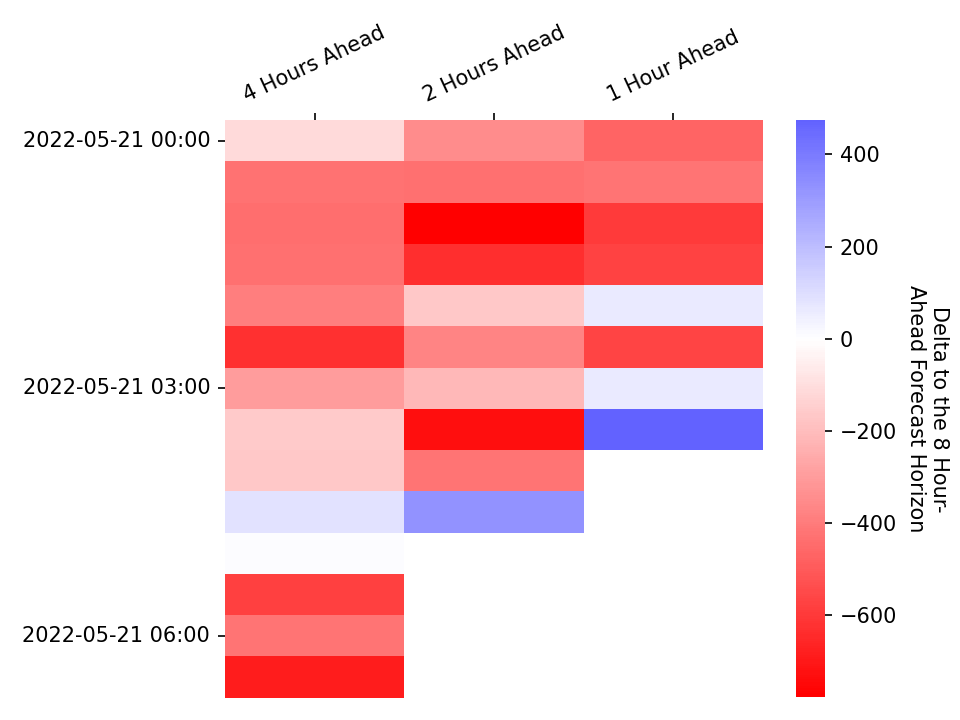 4 Hours Ahead
2 Hours Ahead
1 Hour Ahead
2022-05-21 00:00
2022-05-21 03:00
2022-05-21 06:00
400
200
0
−200
−400
−600
Delta to the 8 Hour-
Ahead Forecast Horizon